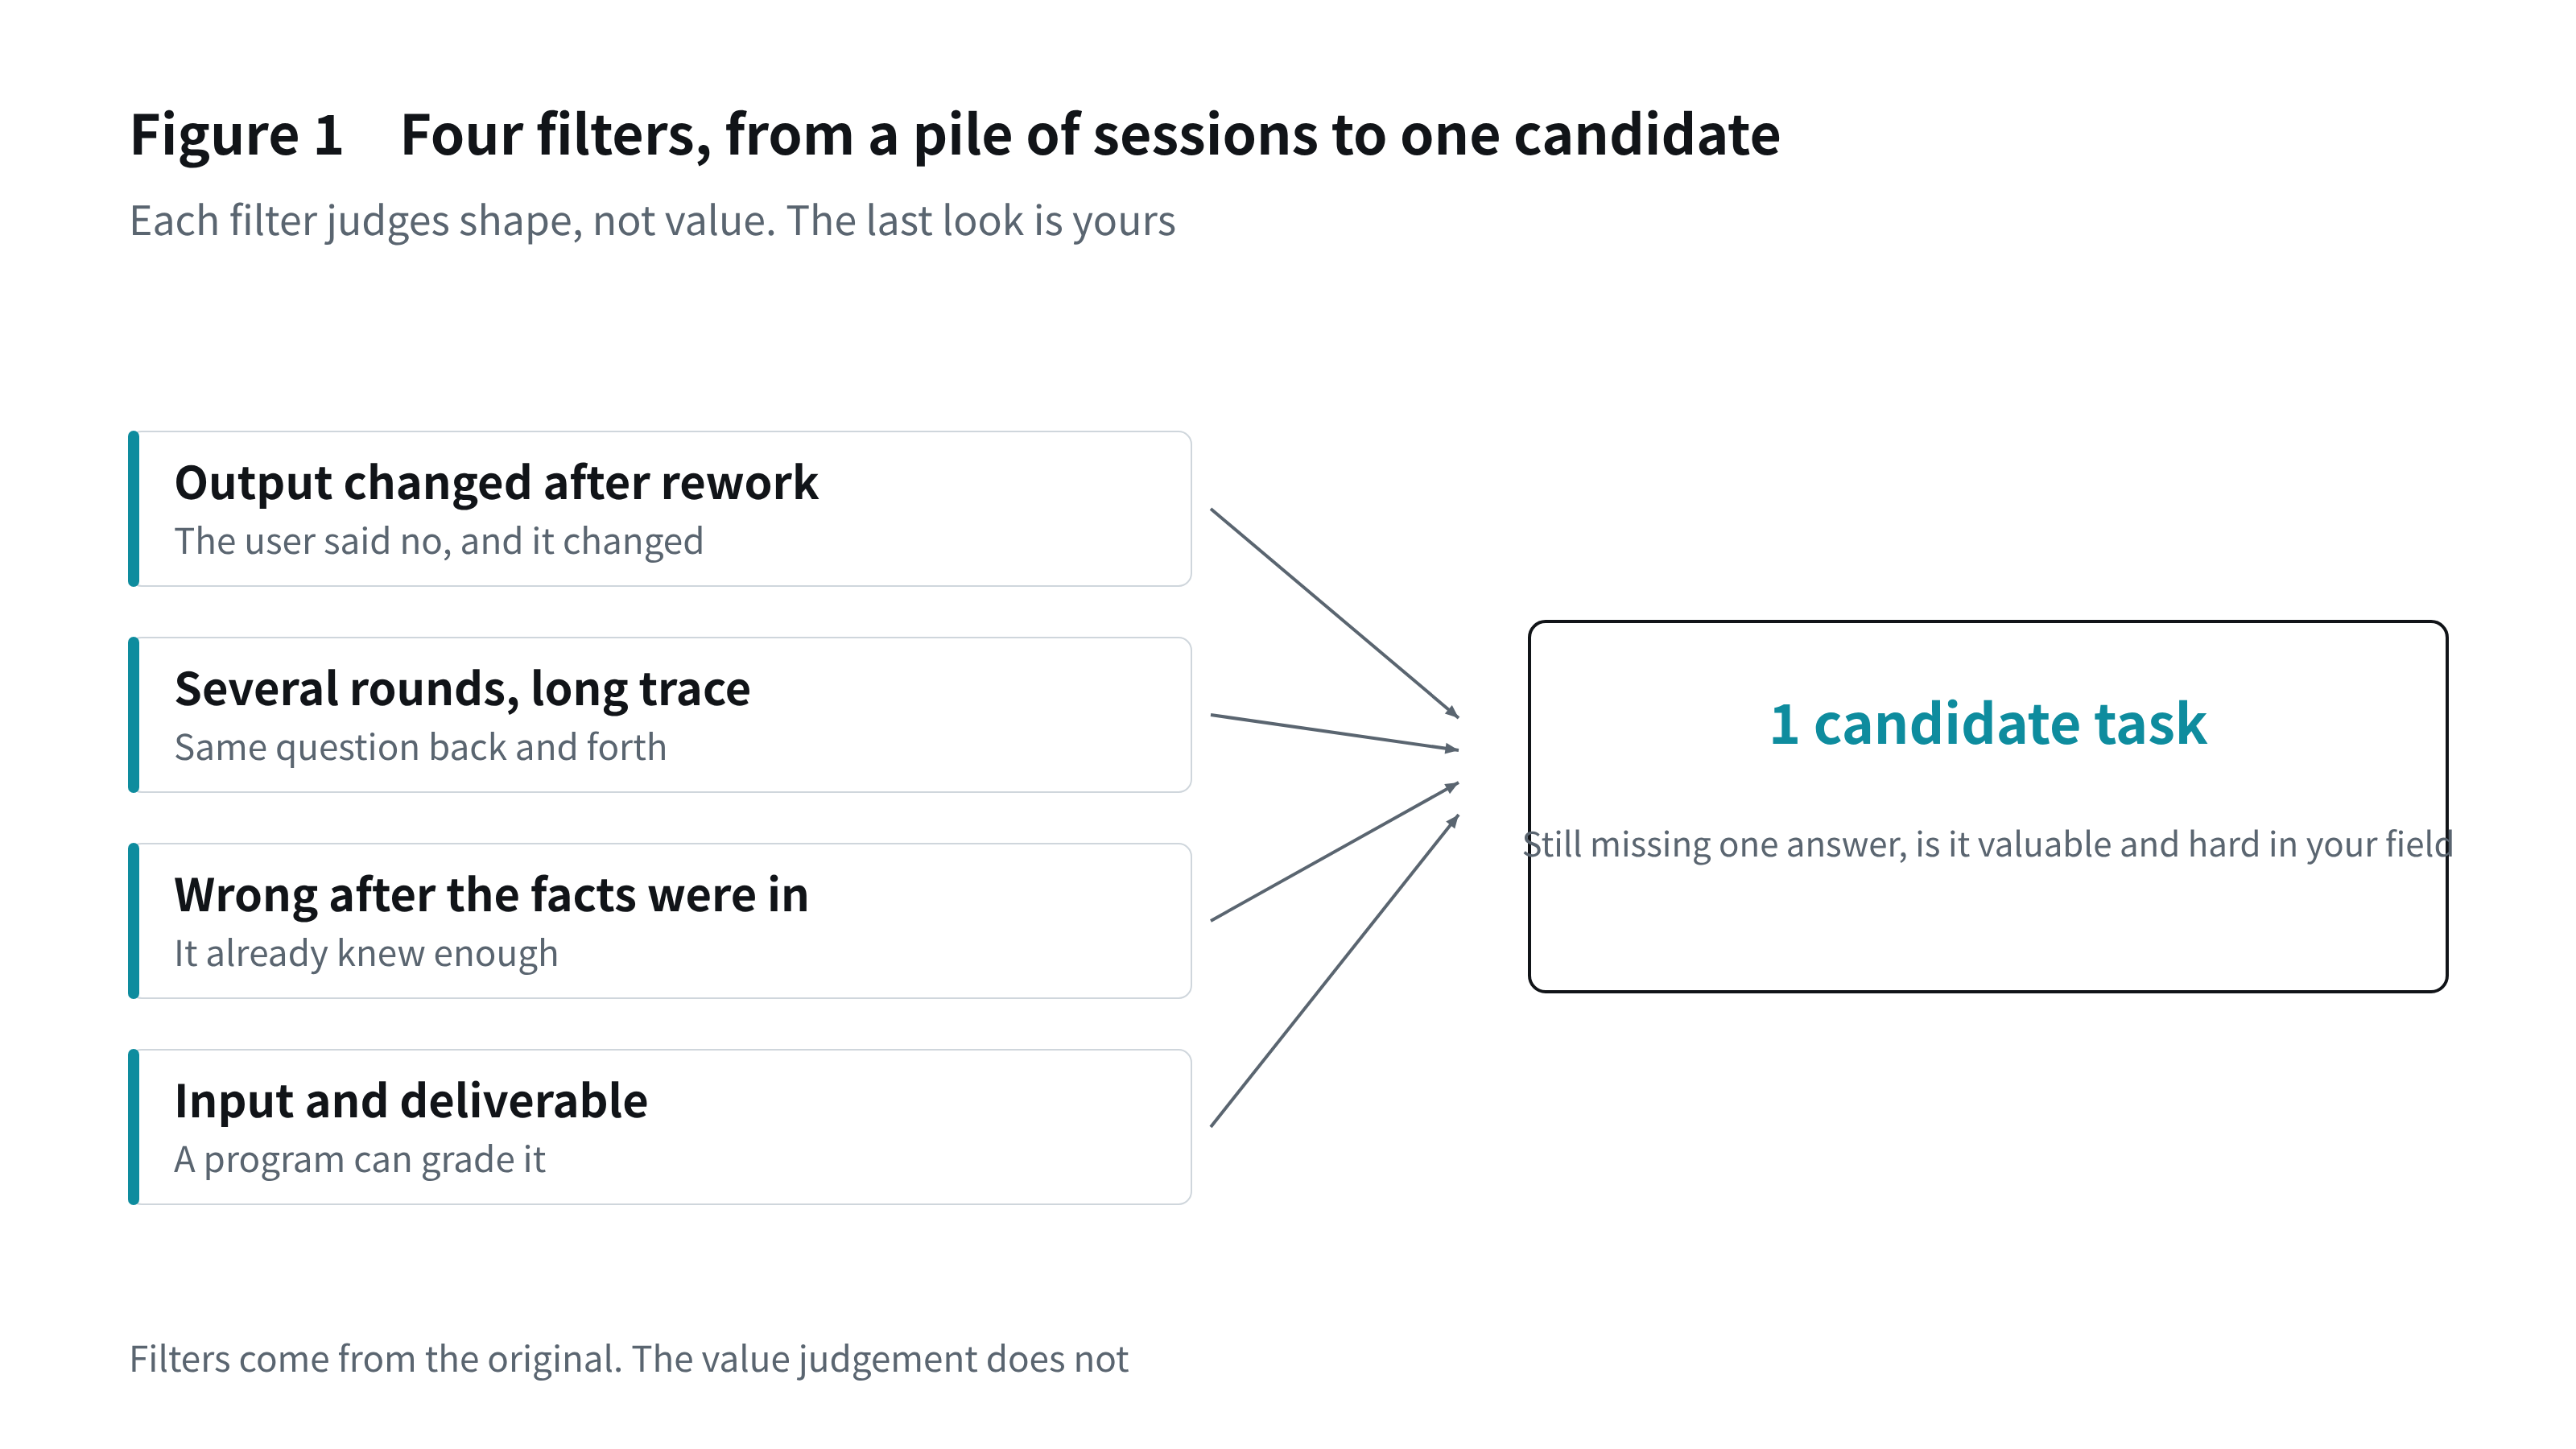 Figure 1 Four filters, from a pile of sessions to one candidate
Each filter judges shape, not value. The last look is yours
Output changed after rework
The user said no, and it changed
Several rounds, long trace
Same question back and forth
Wrong after the facts were in
It already knew enough
Input and deliverable
A program can grade it
1 candidate task
Still missing one answer, is it valuable and hard in your field
Filters come from the original. The value judgement does not